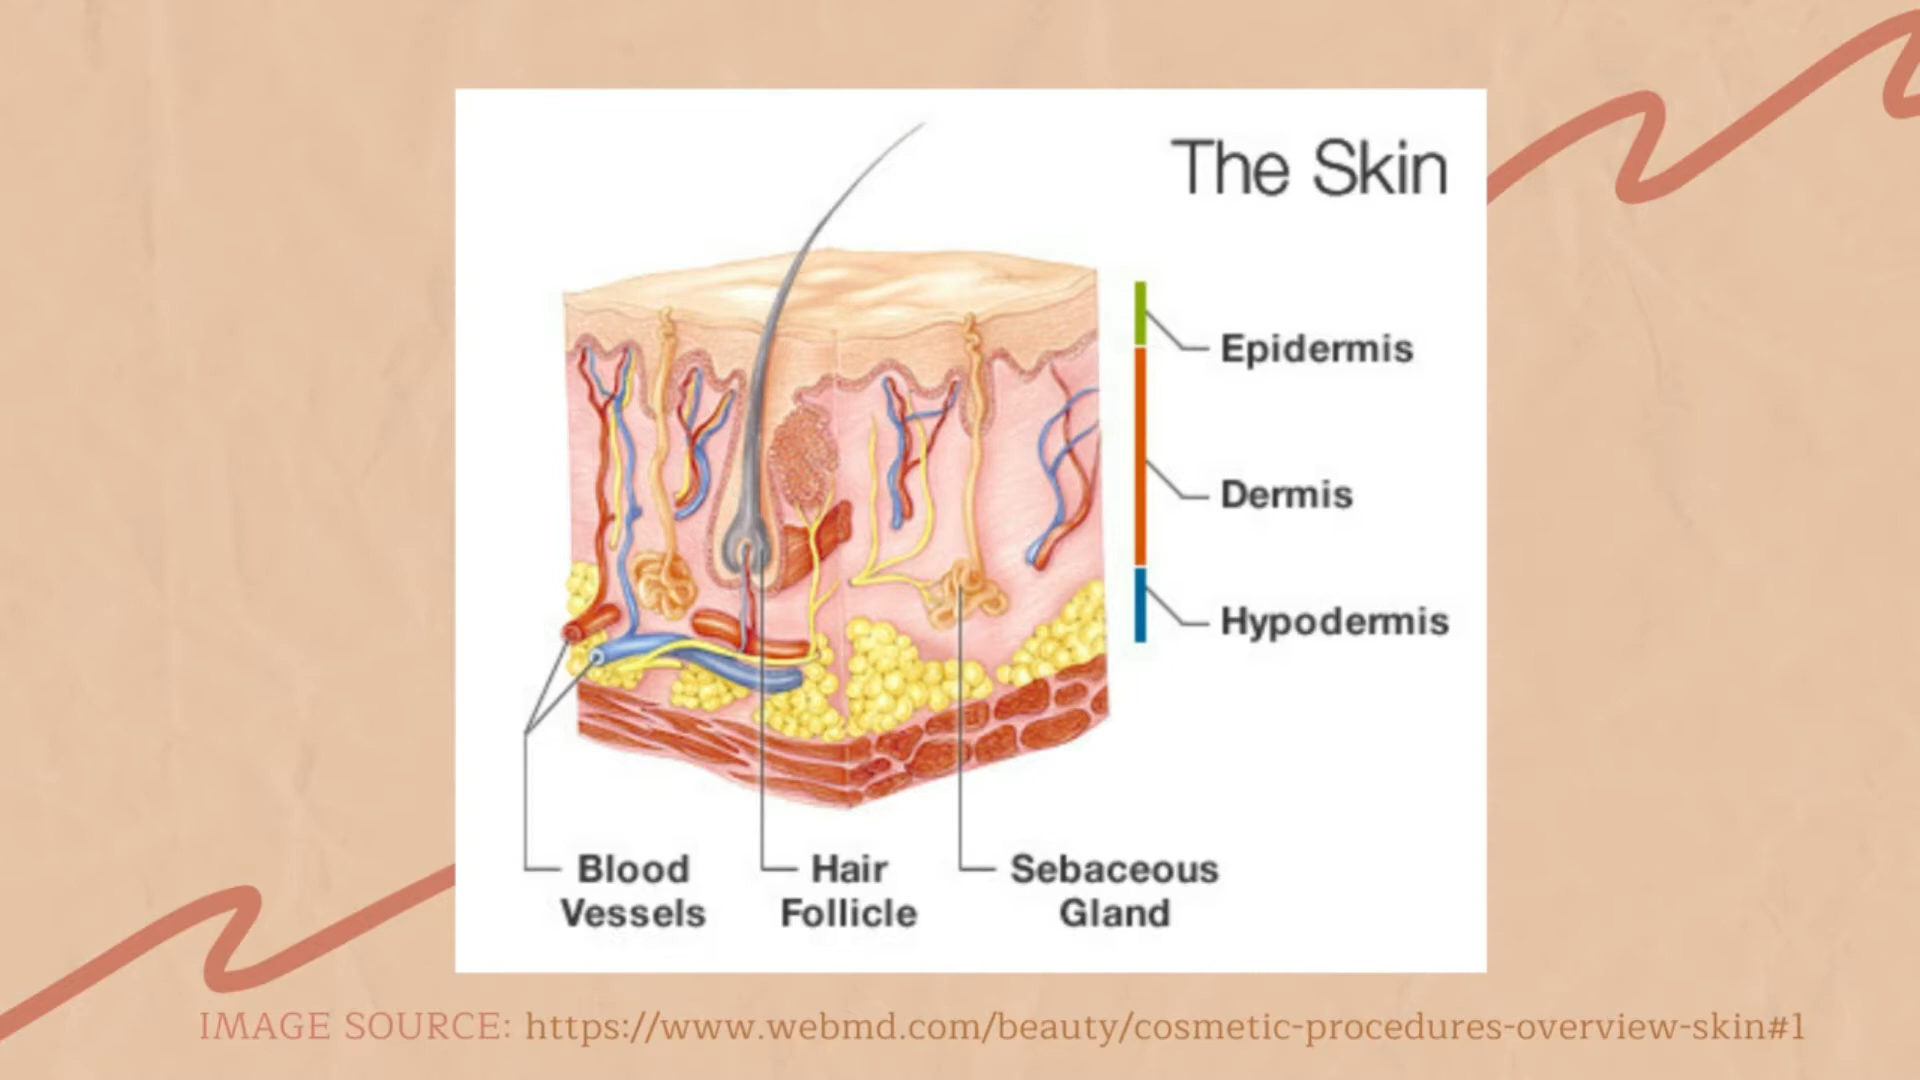 The Skin
Epidermis
Dermis
Hypodermis
Blood
Vessels
Hair
Follicle
Sebaceous
Gland
IMAGE SOURCE: https://www.webmd.com/beauty/cosmetic-procedures-overview-skin#1